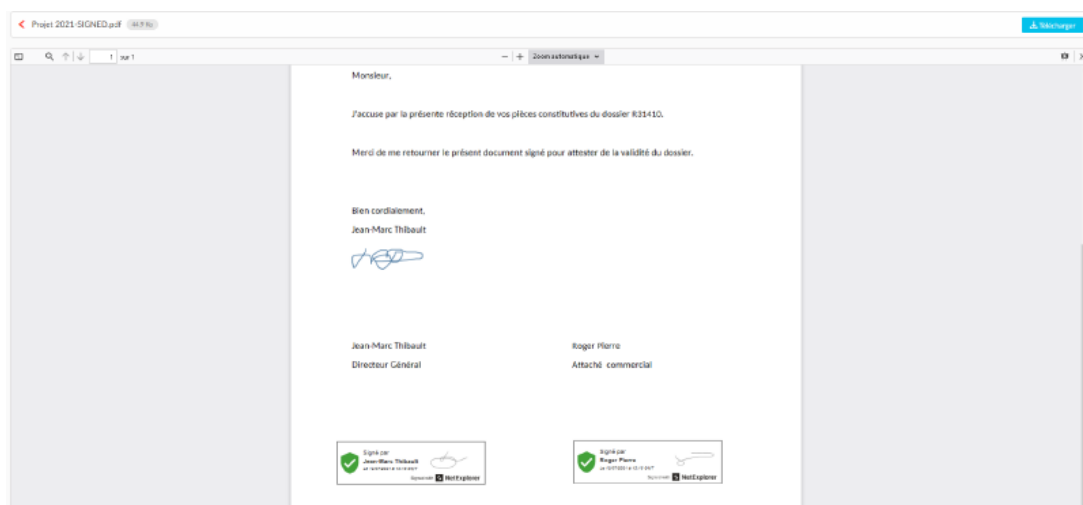 Projet 2021-SIGNED.pdf
Télécharger
1 sur 1
Zoom automatique
Monsieur,
J'accuse par la présente réception de vos pièces constitutives du dossier R31410.
Merci de me retourner le présent document signé pour attester de la validité du dossier.
Bien cordialement,
Jean-Marc Thibault
Jean-Marc Thibault
Roger Pierre
Directeur Général
Attaché commercial
Signé par
Jean-Marc Thibault
NetExplorer
Signé par
Roger Pierre
NetExplorer